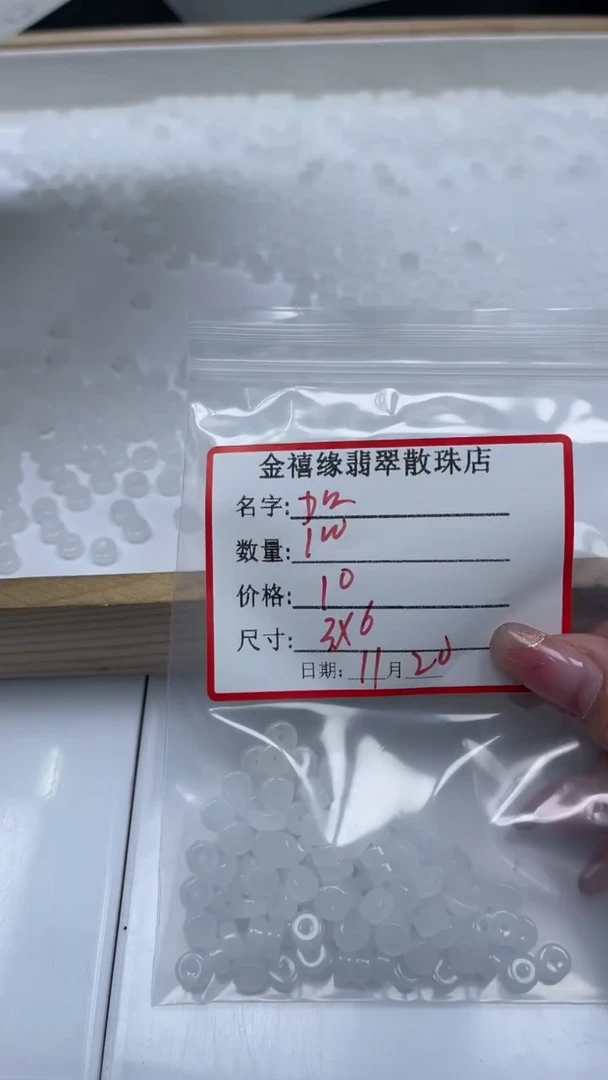 金禧缘翡翠散珠店
名字:
数量: 100
价格: 10
尺寸: 3X6
日期: 11月20